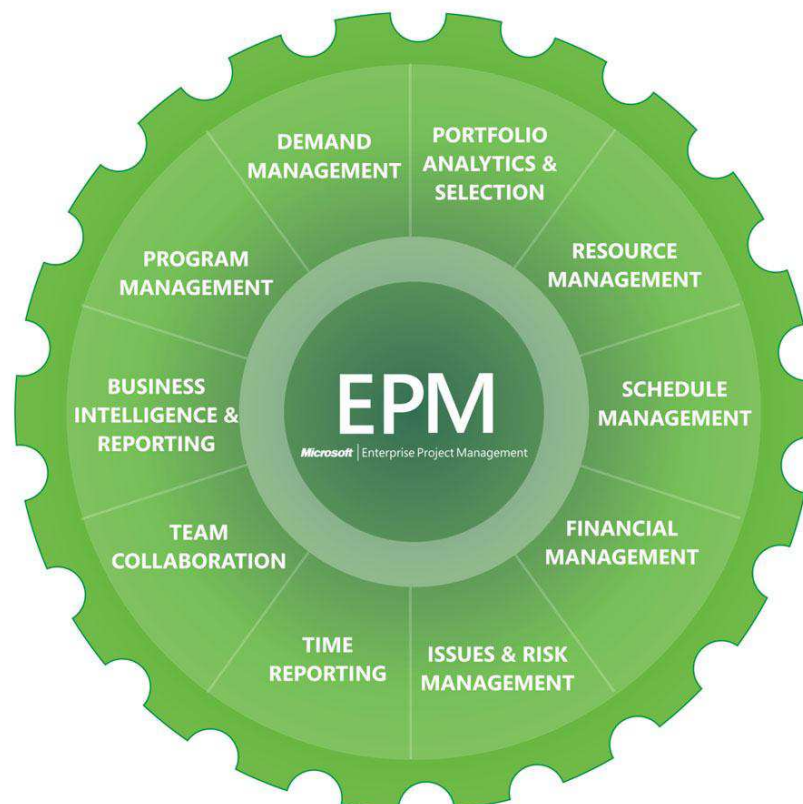 DEMAND
MANAGEMENT
PORTFOLIO
ANALYTICS &
SELECTION
RESOURCE
MANAGEMENT
SCHEDULE
MANAGEMENT
FINANCIAL
MANAGEMENT
ISSUES & RISK
MANAGEMENT
TIME
REPORTING
TEAM
COLLABORATION
BUSINESS
INTELLIGENCE &
REPORTING
PROGRAM
MANAGEMENT
EPM
Microsoft | Enterprise Project Management